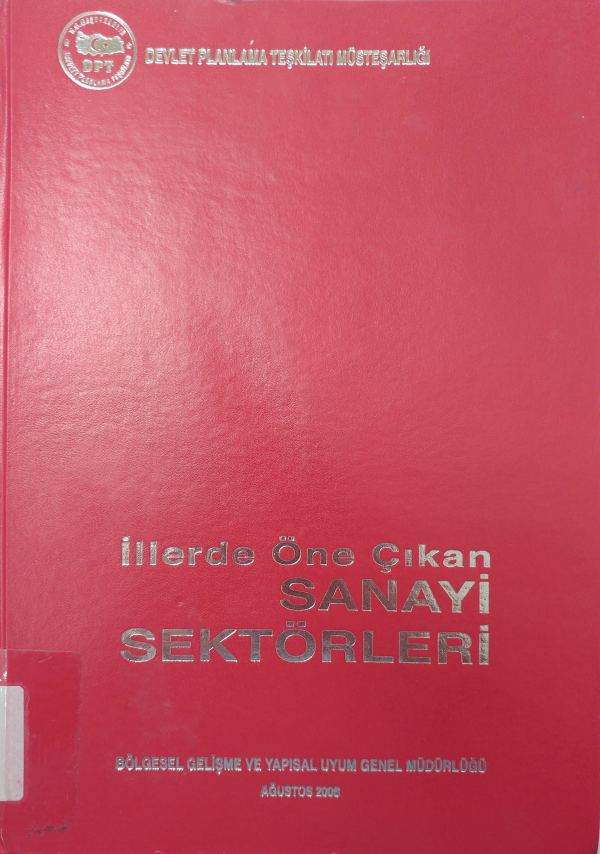 DEVLET PLANLAMA TEŞKİLATI MÜSTEŞARLIĞI
DPT
İllerde Öne Çıkan
SANAYİ
SEKTÖRLERİ
BÖLGESEL GELİŞME VE YAPISAL UYUM GENEL MÜDÜRLÜĞÜ
AĞUSTOS 2006